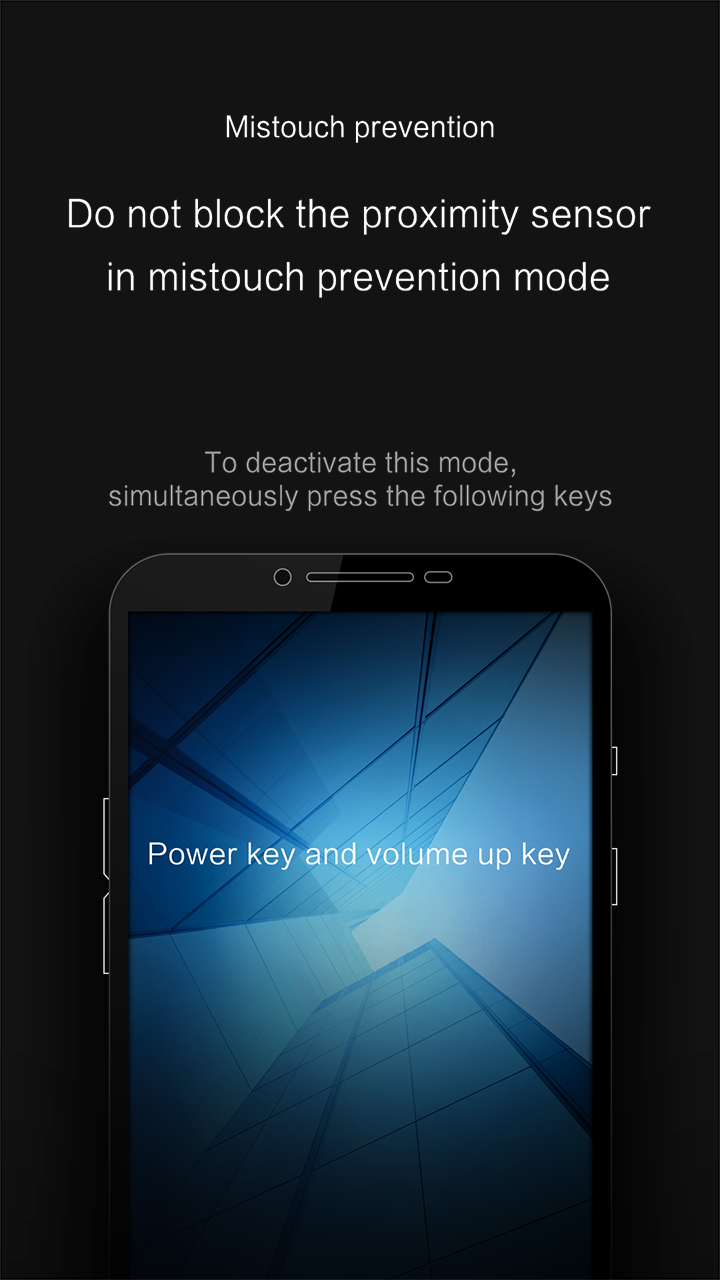 Mistouch prevention
Do not block the proximity sensor
in mistouch prevention mode
To deactivate this mode,
simultaneously press the following keys
Power key and volume up key